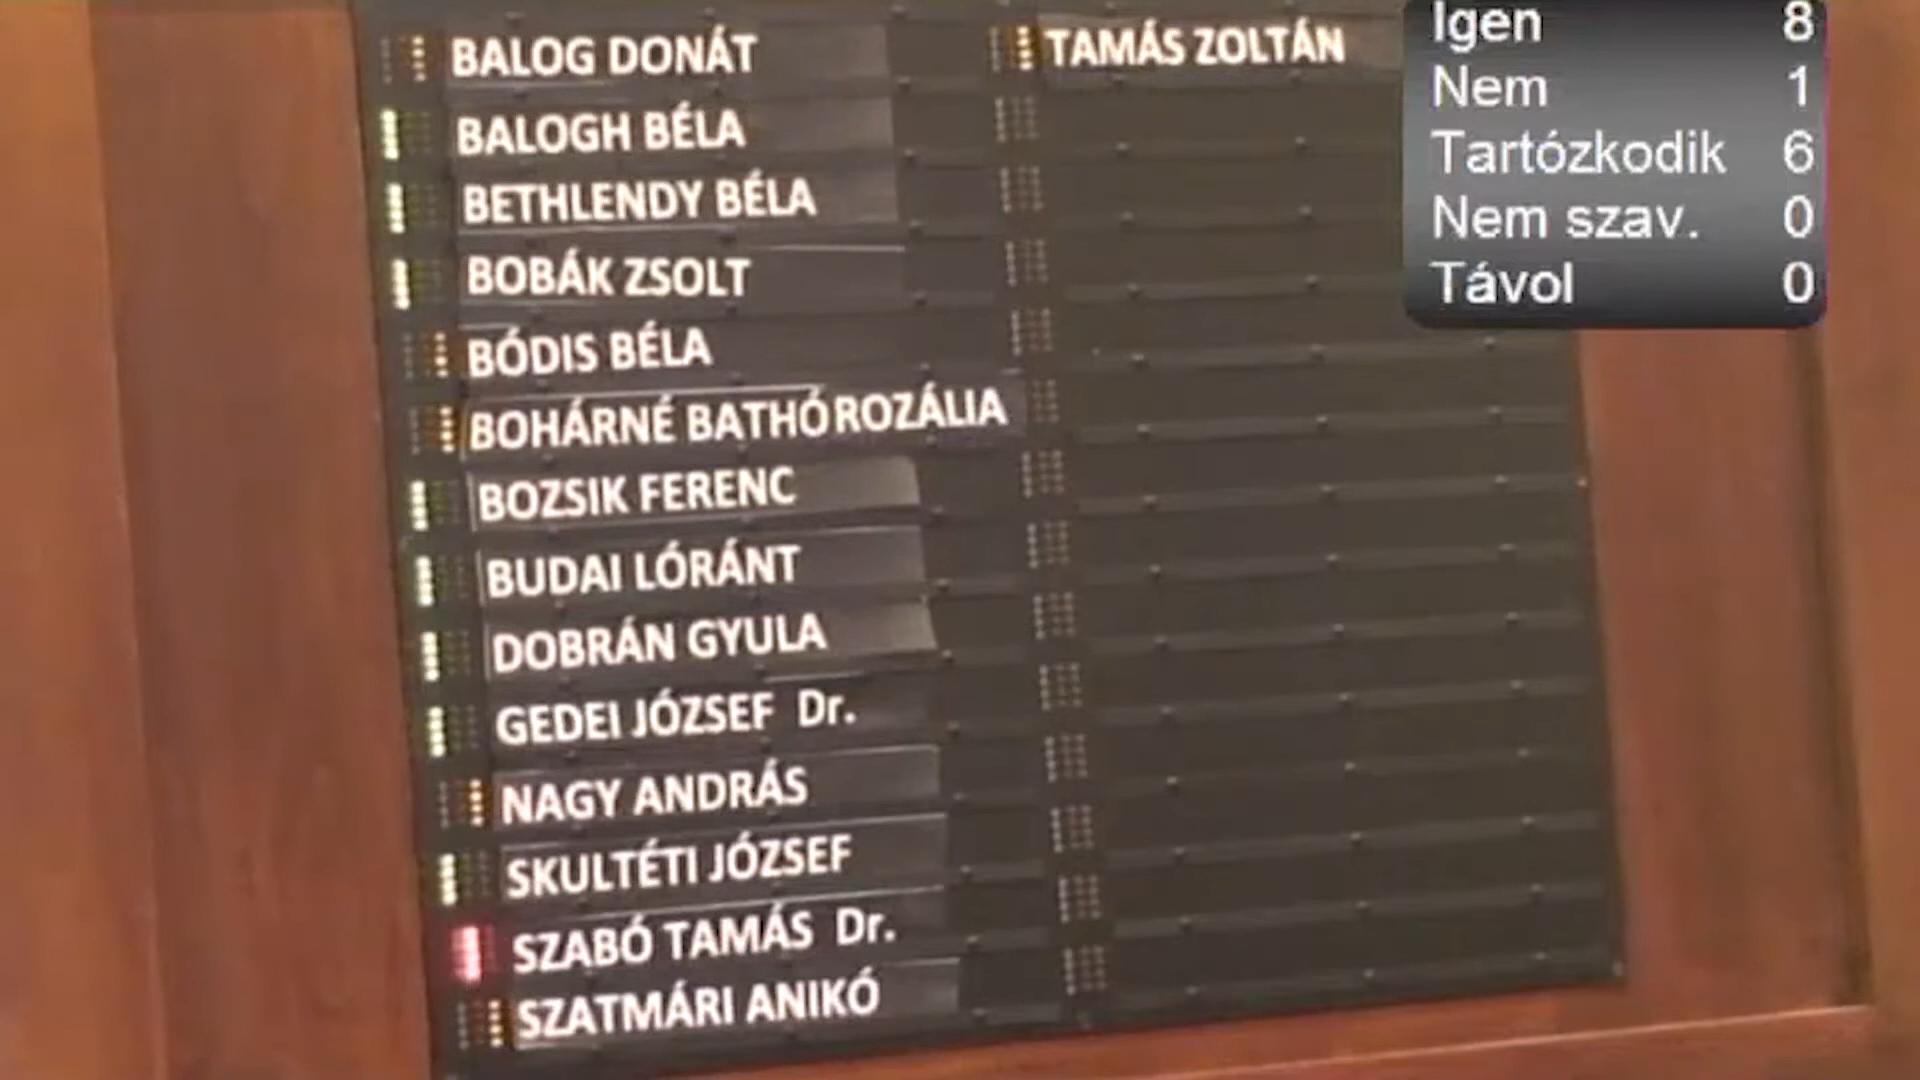 BALOG DONÁT
BALOGH BÉLA
BETHLENDY BÉLA
BOBÁK ZSOLT
BÓDIS BÉLA
BOHÁRNÉ BATHÓ ROZÁLIA
BOZSIK FERENC
BUDAI LÓRÁNT
DOBRÁN GYULA
GEDEI JÓZSEF Dr.
NAGY ANDRÁS
SKULTÉTI JÓZSEF
SZABÓ TAMÁS Dr.
SZATMÁRI ANIKÓ
TAMÁS ZOLTÁN
Igen 8
Nem 1
Tartózkodik 6
Nem szav. 0
Távol 0